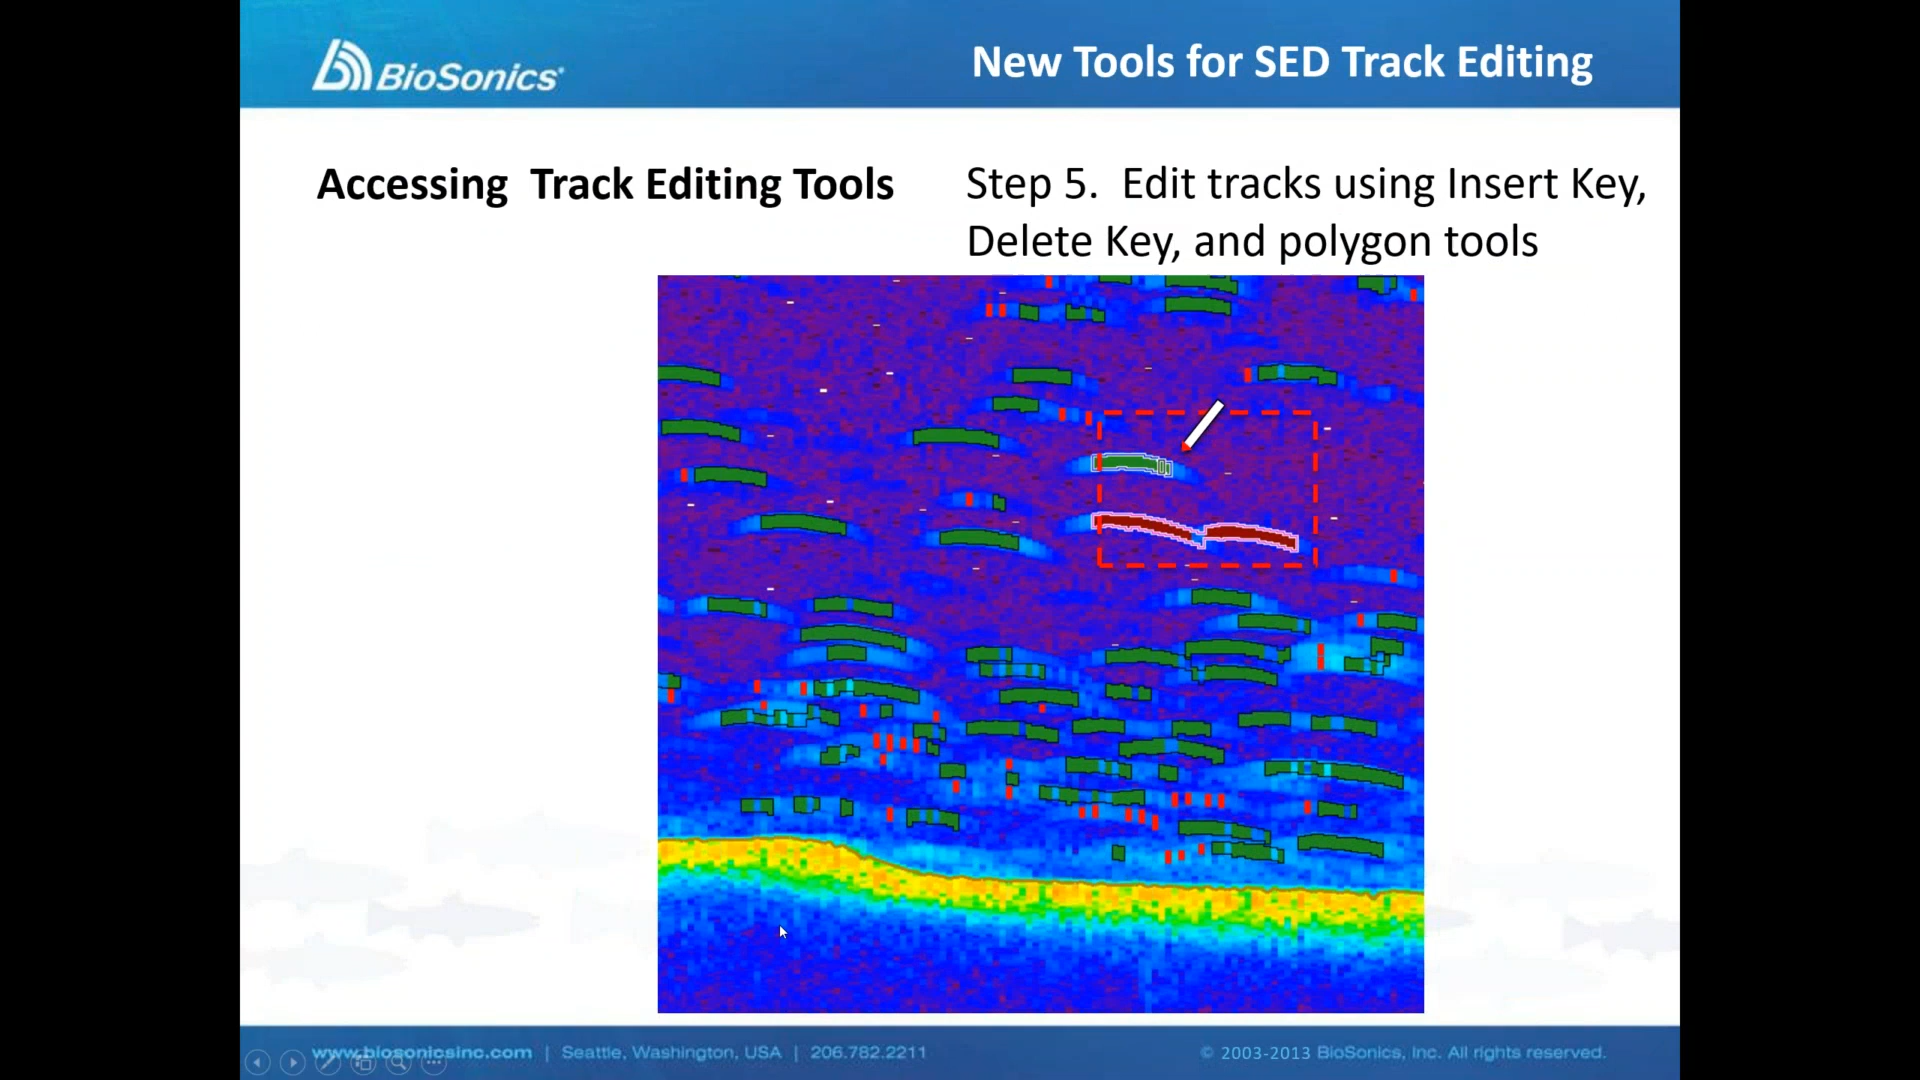 BioSonics
New Tools for SED Track Editing
Accessing Track Editing Tools
Step 5. Edit tracks using Insert Key,
Delete Key, and polygon tools
www.biosonicsinc.com | Seattle, Washington, USA | 206.782.2211
© 2003-2013 BioSonics, Inc. All rights reserved.